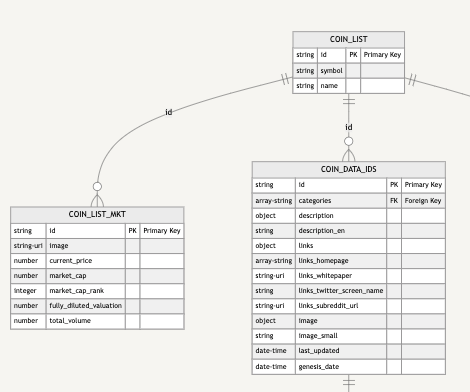 COIN_LIST
string id PK Primary Key
string symbol
string name
id
id
COIN_DATA_IDS
string id PK Primary Key
array-string categories FK Foreign Key
object description
string description_en
object links
array-string links_homepage
string-uri links_whitepaper
string links_twitter_screen_name
string-uri links_subreddit_url
object image
string image_small
date-time last_updated
date-time genesis_date
COIN_LIST_MKT
string id PK Primary Key
string-uri image
number current_price
number market_cap
integer market_cap_rank
number fully_diluted_valuation
number total_volume